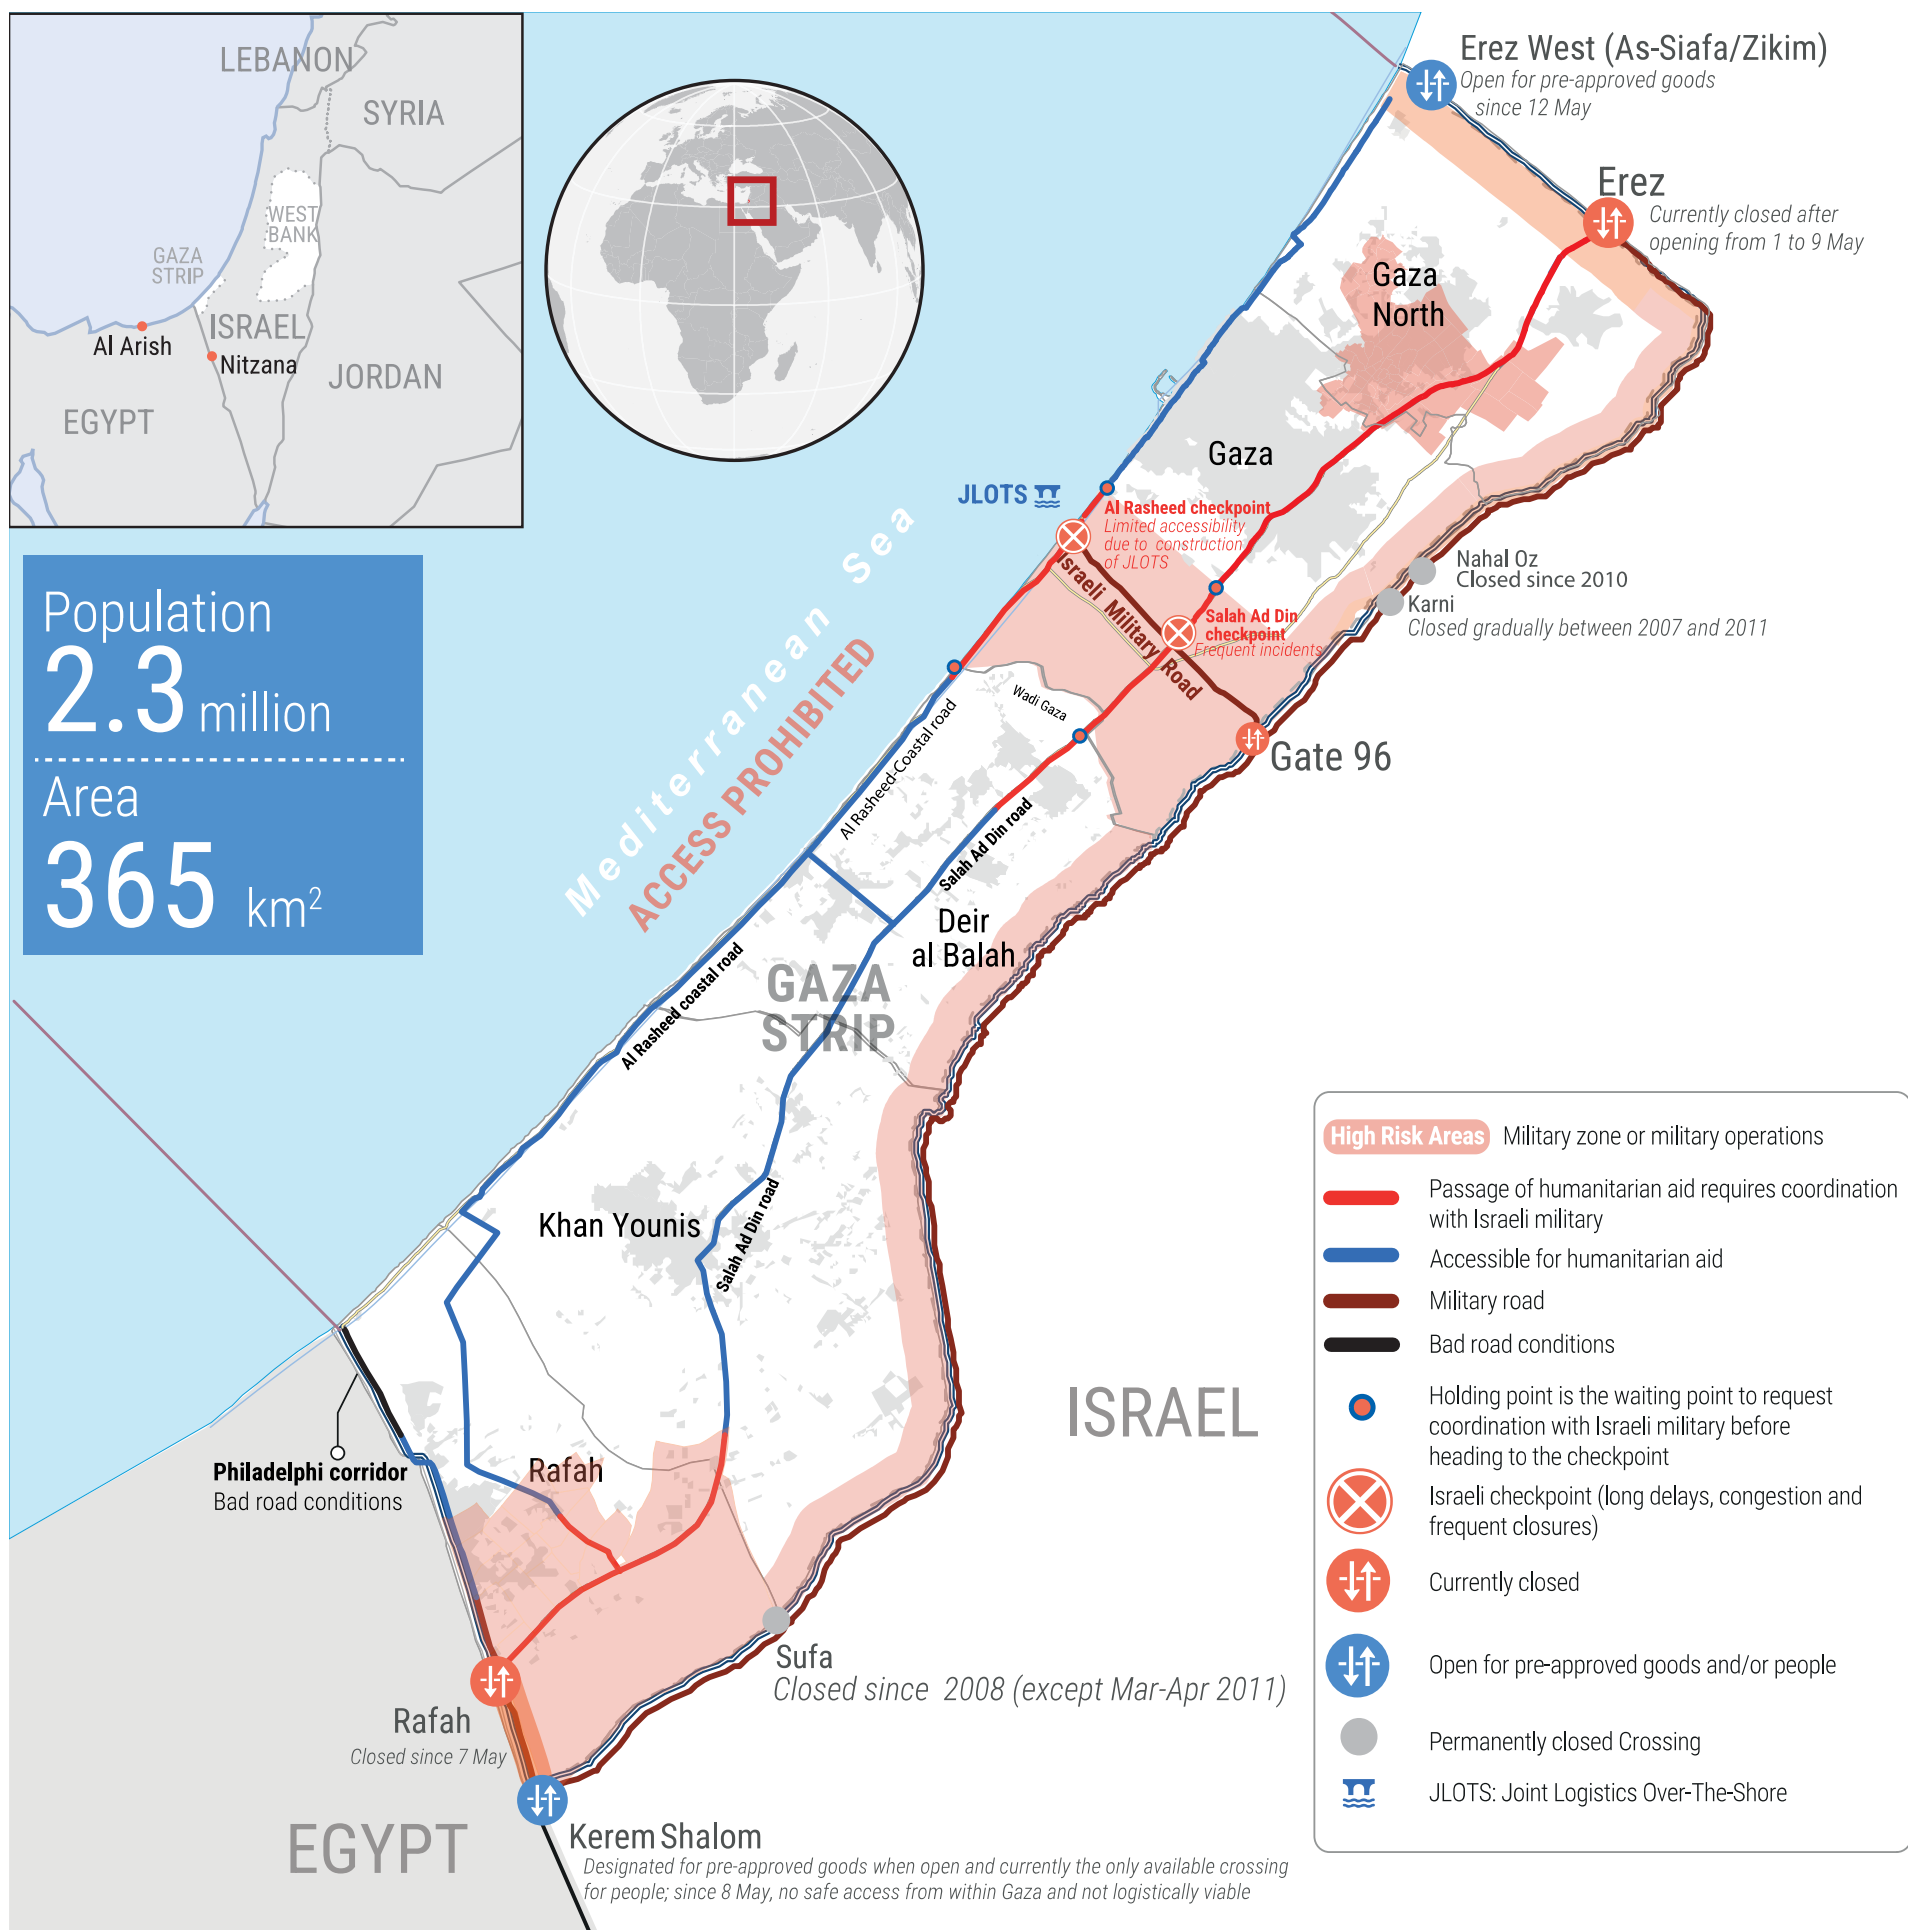 LEBANON
SYRIA
WEST
BANK
GAZA
STRIP
ISRAEL
Al Arish
Nitzana
JORDAN
EGYPT
Erez West (As-Siafa/Zikim)
Open for pre-approved goods
since 12 May
Erez
Currently closed after
opening from 1 to 9 May
Gaza
North
Gaza
JLOTS
Al Rasheed checkpoint
Limited accessibility
due to construction
of JLOTS
Israeli Military Road
Salah Ad Din
checkpoint
Frequent incidents
Nahal Oz
Closed since 2010
Karni
Closed gradually between 2007 and 2011
Population
2.3 million
Area
365 km²
Mediterranean Sea
ACCESS PROHIBITED
Wadi Gaza
Gate 96
Al Rasheed-Coastal road
Salah Ad Din road
Deir
al Balah
GAZA
STRIP
Al Rasheed coastal road
Khan Younis
Salah Ad Din road
ISRAEL
Philadelphi corridor
Bad road conditions
Rafah
Sufa
Closed since 2008 (except Mar-Apr 2011)
Rafah
Closed since 7 May
EGYPT
Kerem Shalom
Designated for pre-approved goods when open and currently the only available crossing
for people; since 8 May, no safe access from within Gaza and not logistically viable
High Risk Areas Military zone or military operations
Passage of humanitarian aid requires coordination
with Israeli military
Accessible for humanitarian aid
Military road
Bad road conditions
Holding point is the waiting point to request
coordination with Israeli military before
heading to the checkpoint
Israeli checkpoint (long delays, congestion and
frequent closures)
Currently closed
Open for pre-approved goods and/or people
Permanently closed Crossing
JLOTS: Joint Logistics Over-The-Shore